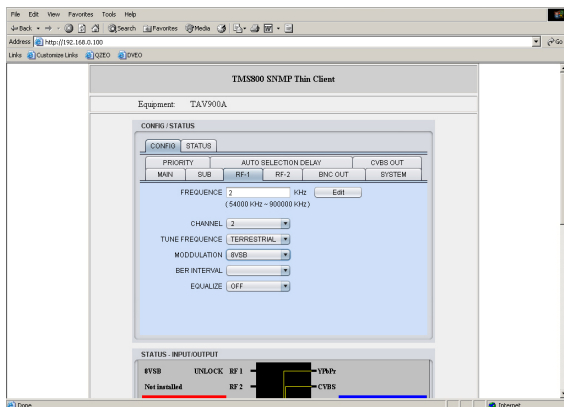 File Edit View Favorites Tools Help
Back Search Favorites Media
Address http://192.168.0.100 Go
Links Customize Links QZEO DVEO
TMS800 SNMP Thin Client
Equipment: TAV900A
CONFIG / STATUS
CONFIG STATUS
PRIORITY AUTO SELECTION DELAY CVBS OUT
MAIN SUB RF-1 RF-2 BNC OUT SYSTEM
FREQUENCE 2 KHz Edit
( 54000 KHz ~ 900000 KHz )
CHANNEL 2
TUNE FREQUENCE TERRESTRIAL
MODDULATION 8VSB
BER INTERVAL
EQUALIZE OFF
STATUS - INPUT/OUTPUT
8VSB UNLOCK RF 1 YPbPr
Not installed RF 2 CVBS
Done Internet